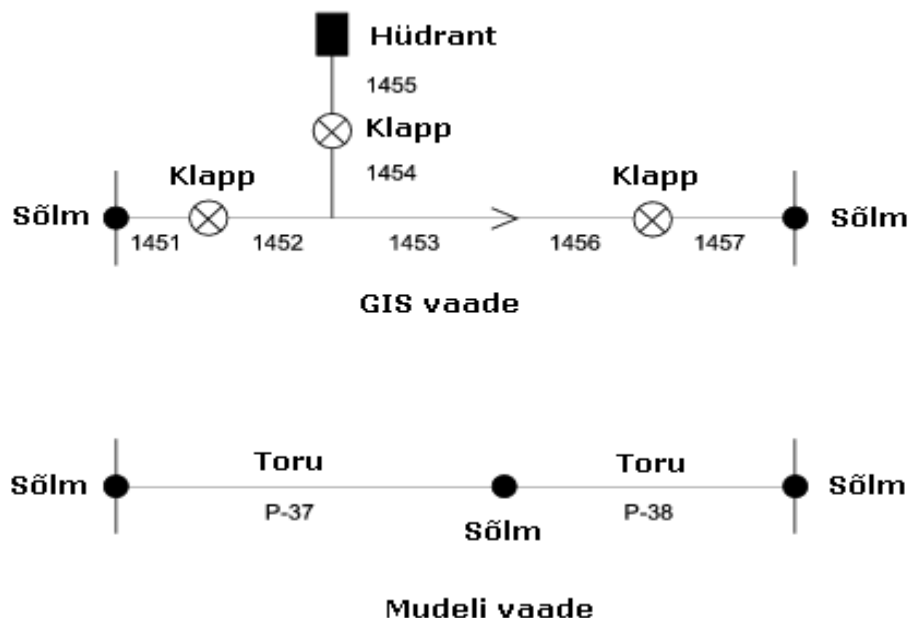 Hüdrant
1455
Klapp
1454
Klapp
Klapp
Sõlm
Sõlm
1451
1452
1453
1456
1457
GIS vaade
Toru
Toru
Sõlm
Sõlm
P-37
P-38
Sõlm
Mudeli vaade